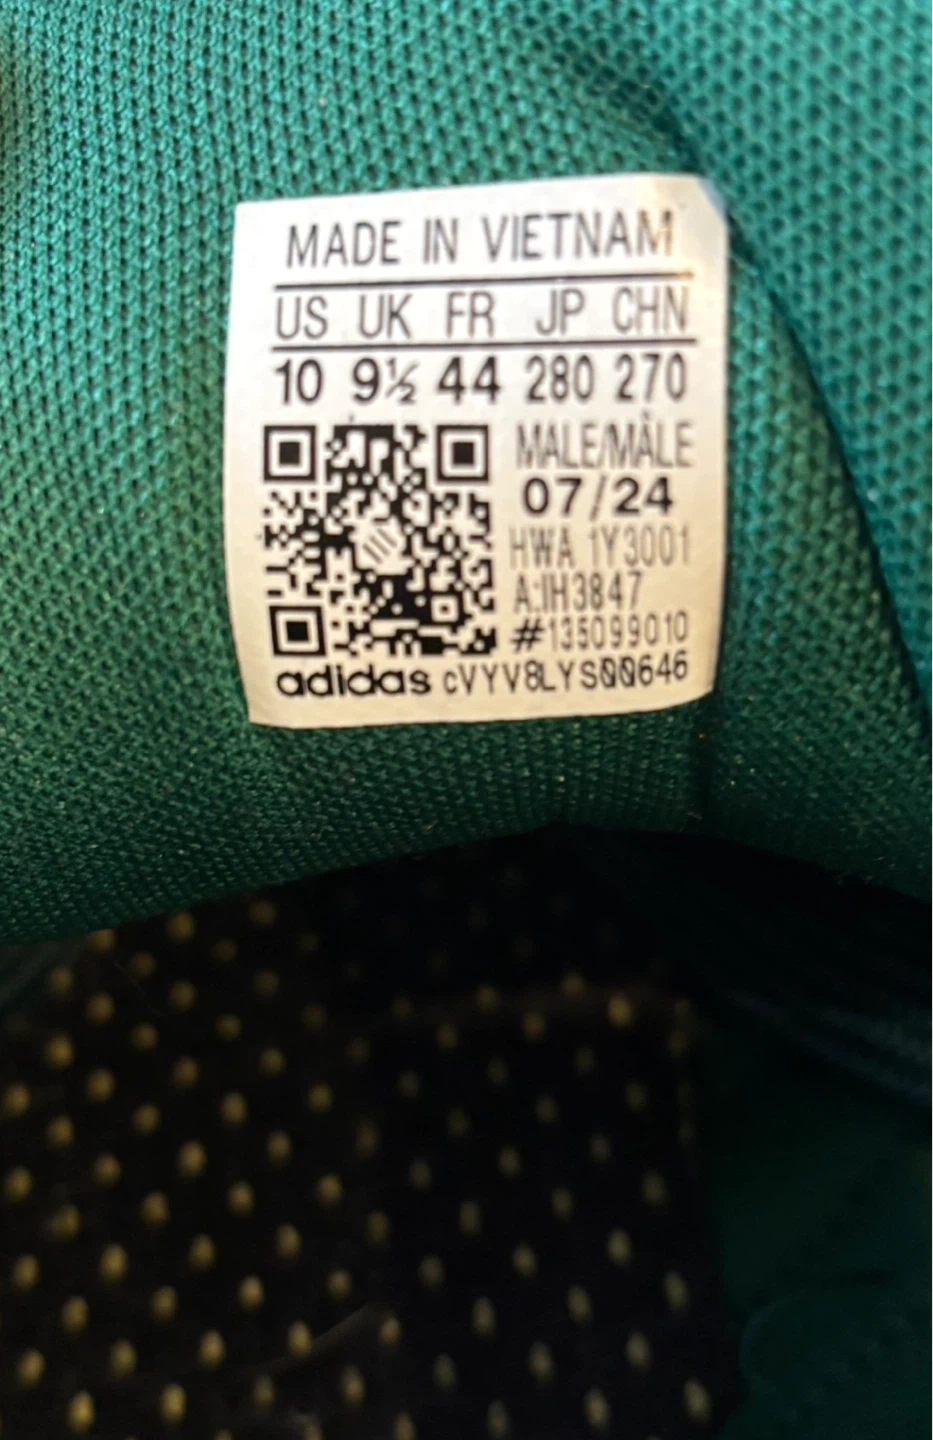 MADE IN VIETNAM
US UK FR JP CHN
10 9½ 44 280 270
MALE/MÂLE
07/24
HWA 1Y3001
A:IH3847
#135099010
adidas cVYV8LYS00646